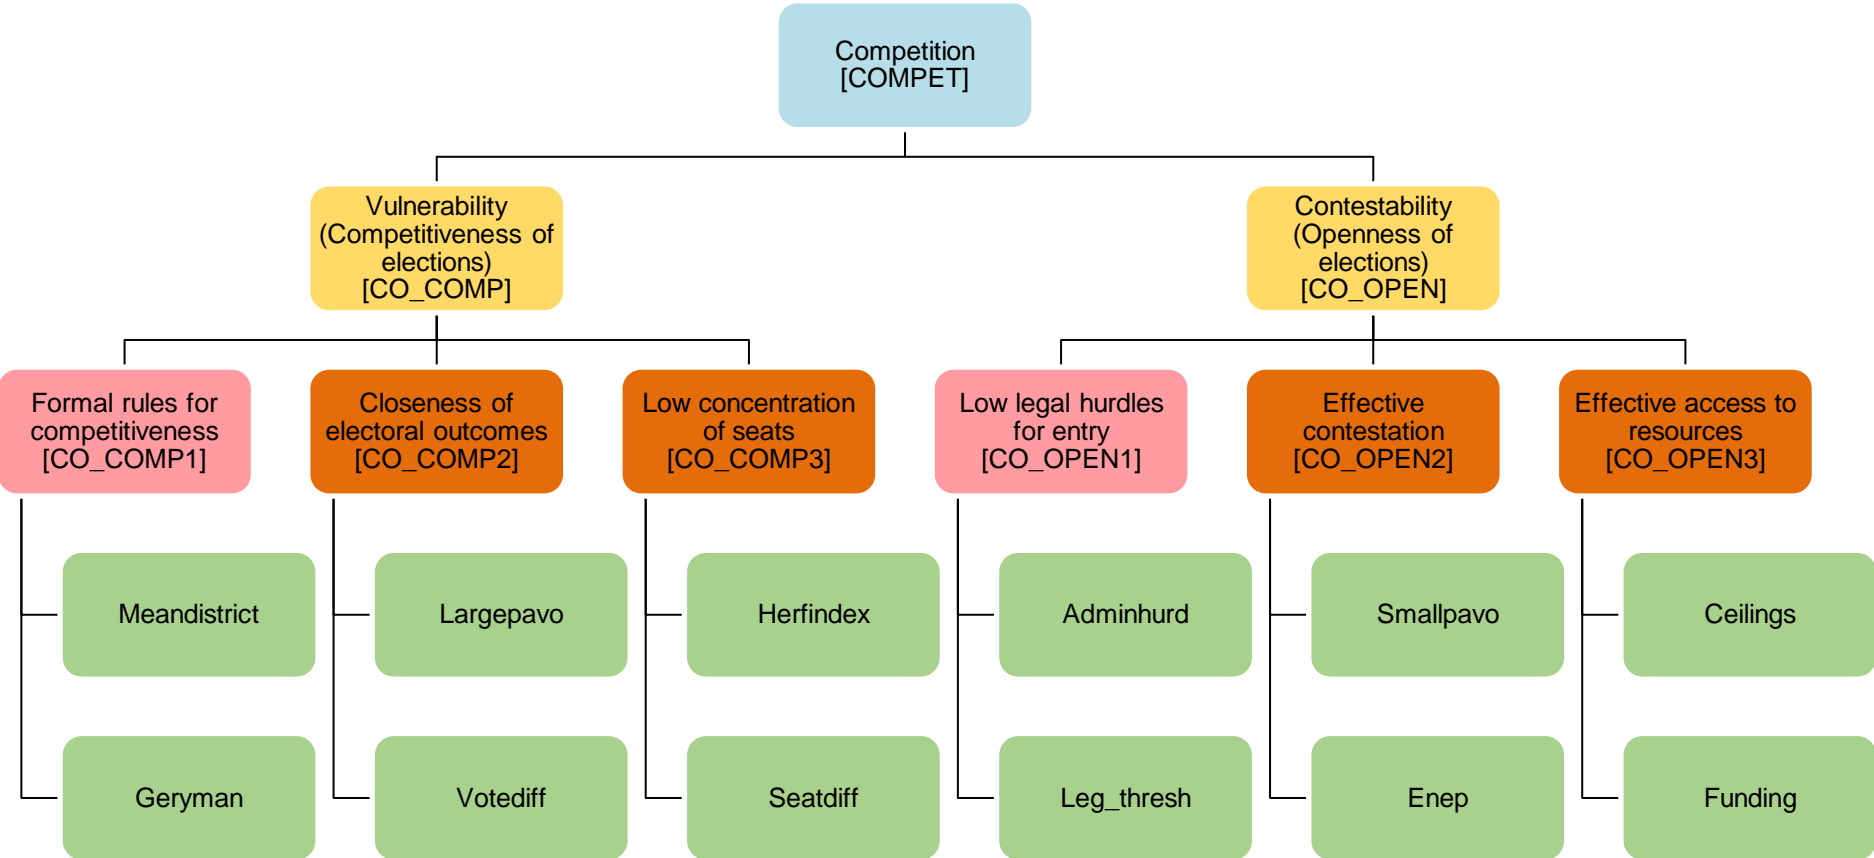 Competition
[COMPET]
Vulnerability
(Competitiveness of
elections)
[CO_COMP]
Contestability
(Openness of
elections)
[CO_OPEN]
Formal rules for
competitiveness
[CO_COMP1]
Closeness of
electoral outcomes
[CO_COMP2]
Low concentration
of seats
[CO_COMP3]
Low legal hurdles
for entry
[CO_OPEN1]
Effective
contestation
[CO_OPEN2]
Effective access to
resources
[CO_OPEN3]
Meandistrict
Largepavo
Herfindex
Adminhurd
Smallpavo
Ceilings
Geryman
Votediff
Seatdiff
Leg_thresh
Enep
Funding